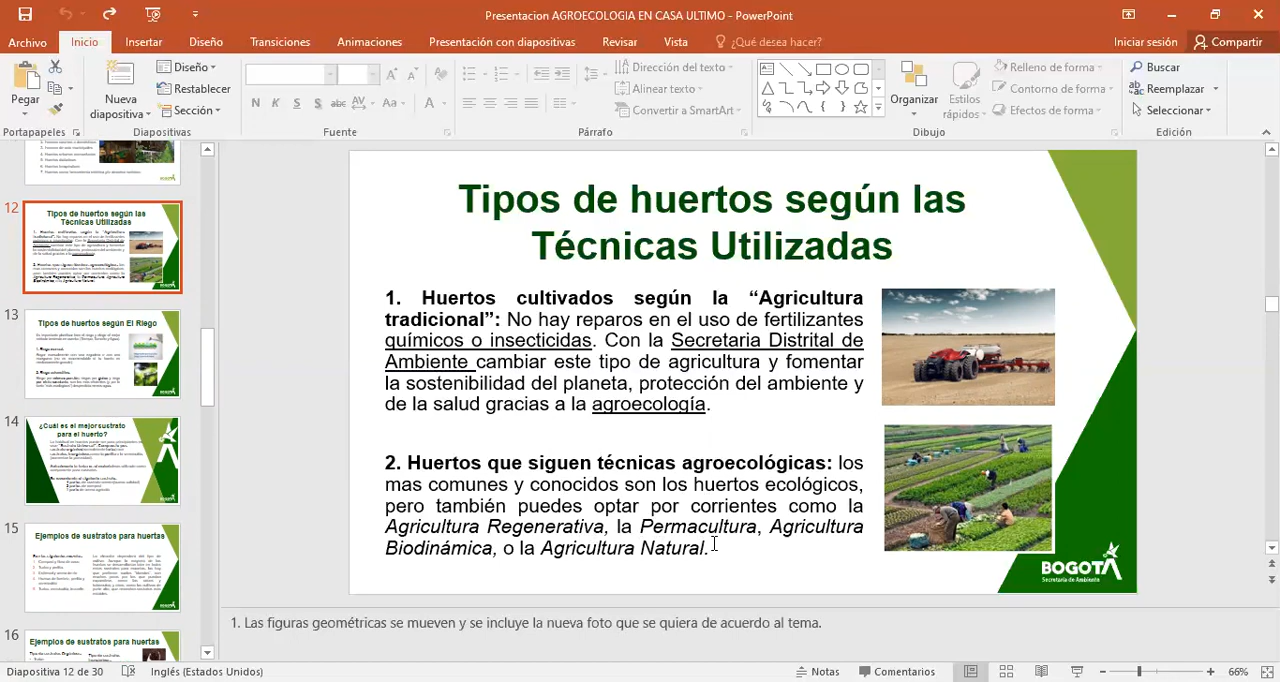 Presentacion AGROECOLOGIA EN CASA ULTIMO - PowerPoint
Archivo Inicio Insertar Diseño Transiciones Animaciones Presentación con diapositivas Revisar Vista ¿Qué desea hacer? Iniciar sesión Compartir
Pegar
Nueva diapositiva
Diseño
Restablecer
Sección
N K S S abc AV Aa A
Dirección del texto
Alinear texto
Convertir a SmartArt
Organizar
Estilos rápidos
Relleno de forma
Contorno de forma
Efectos de forma
Buscar
Reemplazar
Seleccionar
Portapapeles Diapositivas Fuente Párrafo Dibujo Edición
12
Tipos de huertos según las
Técnicas Utilizadas
13
Tipos de huertos según El Riego
14
¿Cuál es el mejor sustrato
para el huerto?
15
Ejemplos de sustratos para huertas
16
Ejemplos de sustratos para huertas
Tipos de huertos según las
Técnicas Utilizadas
1. Huertos cultivados según la “Agricultura
tradicional”: No hay reparos en el uso de fertilizantes
químicos o insecticidas. Con la Secretaría Distrital de
Ambiente cambiar este tipo de agricultura y fomentar
la sostenibilidad del planeta, protección del ambiente y
de la salud gracias a la agroecología.
2. Huertos que siguen técnicas agroecológicas: los
mas comunes y conocidos son los huertos ecológicos,
pero también puedes optar por corrientes como la
Agricultura Regenerativa, la Permacultura, Agricultura
Biodinámica, o la Agricultura Natural.
BOGOTÁ
Secretaría de Ambiente
1. Las figuras geométricas se mueven y se incluye la nueva foto que se quiera de acuerdo al tema.
Diapositiva 12 de 30 Inglés (Estados Unidos) Notas Comentarios 66%